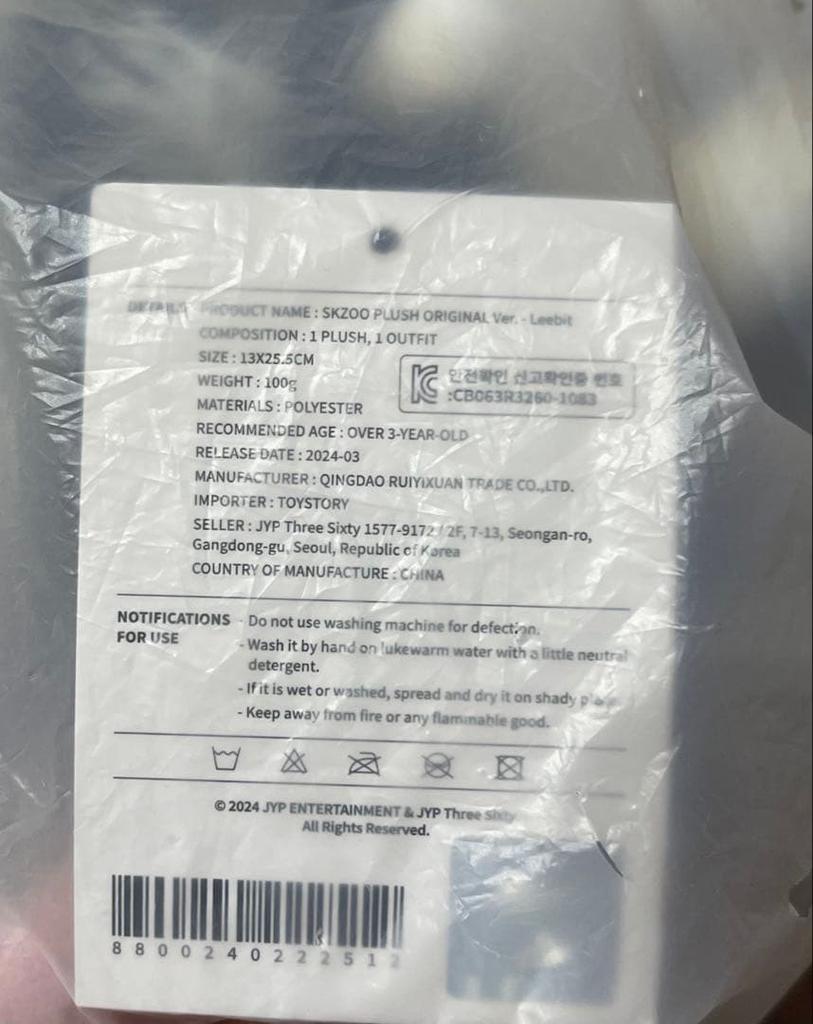 DETAILS PRODUCT NAME : SKZOO PLUSH ORIGINAL Ver. - Leebit
COMPOSITION : 1 PLUSH, 1 OUTFIT
SIZE : 13X25.5CM
WEIGHT : 100g
MATERIALS : POLYESTER
안전확인 신고확인증 번호
:CB063R3260-1083
RECOMMENDED AGE : OVER 3-YEAR-OLD
RELEASE DATE : 2024-03
MANUFACTURER : QINGDAO RUIYIXUAN TRADE CO.,LTD.
IMPORTER : TOYSTORY
SELLER : JYP Three Sixty 1577-9172 / 2F, 7-13, Seongan-ro,
Gangdong-gu, Seoul, Republic of Korea
COUNTRY OF MANUFACTURE : CHINA
NOTIFICATIONS
FOR USE
- Do not use washing machine for defection.
- Wash it by hand on lukewarm water with a little neutral
detergent.
- If it is wet or washed, spread and dry it on shady
- Keep away from fire or any flammable good.
© 2024 JYP ENTERTAINMENT & JYP Three Sixty
All Rights Reserved.
8800240222512